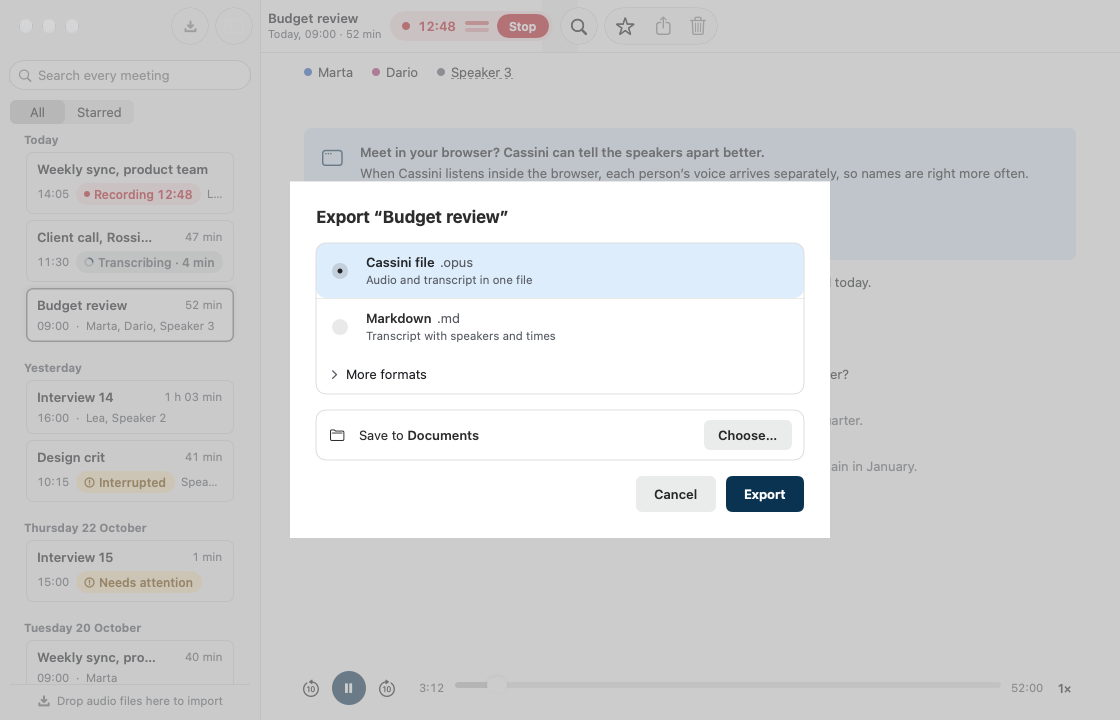 Budget review
Today, 09:00 · 52 min
12:48
Stop
Search every meeting
All
Starred
Marta
Dario
Speaker 3
Today
Weekly sync, product team
14:05
Recording 12:48
L...
Client call, Rossi...
47 min
11:30
Transcribing · 4 min
Budget review
52 min
09:00 · Marta, Dario, Speaker 3
Yesterday
Interview 14
1 h 03 min
16:00 · Lea, Speaker 2
Design crit
41 min
10:15
Interrupted
Spea...
Thursday 22 October
Interview 15
1 min
15:00
Needs attention
Tuesday 20 October
Weekly sync, pro...
40 min
09:00 · Marta
Drop audio files here to import
Meet in your browser? Cassini can tell the speakers apart better.
When Cassini listens inside the browser, each person's voice arrives separately, so names are right more often.
today.
ain in January.
Export “Budget review”
Cassini file .opus
Audio and transcript in one file
Markdown .md
Transcript with speakers and times
More formats
Save to Documents
Choose...
Cancel
Export
10
10
3:12
52:00
1×